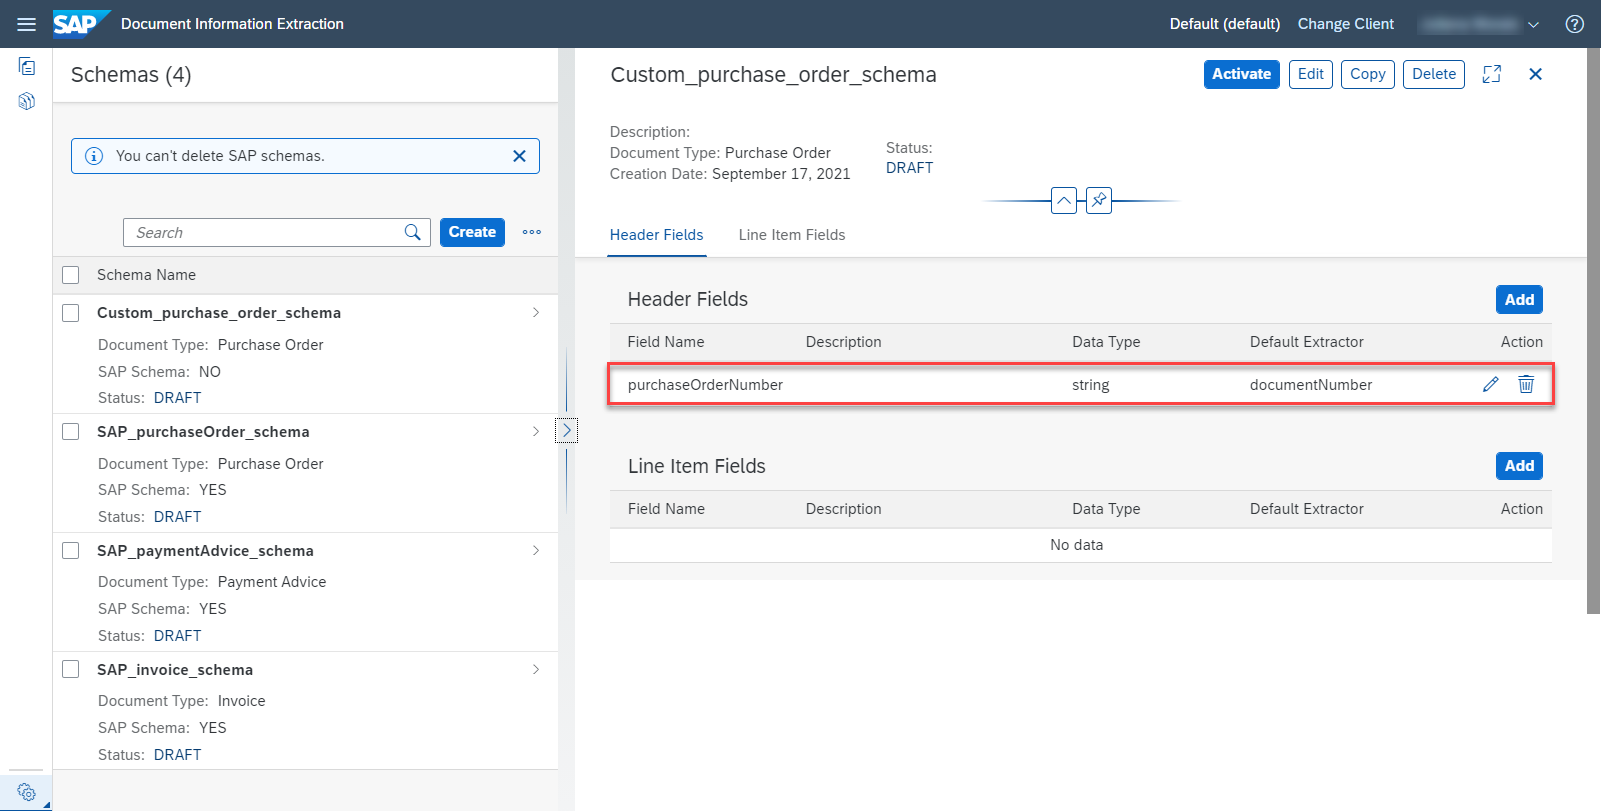 SAP Document Information Extraction Default (default) Change Client
Schemas (4)
You can't delete SAP schemas.
Search Create
Schema Name
Custom_purchase_order_schema
Document Type: Purchase Order
SAP Schema: NO
Status: DRAFT
SAP_purchaseOrder_schema
Document Type: Purchase Order
SAP Schema: YES
Status: DRAFT
SAP_paymentAdvice_schema
Document Type: Payment Advice
SAP Schema: YES
Status: DRAFT
SAP_invoice_schema
Document Type: Invoice
SAP Schema: YES
Status: DRAFT
Custom_purchase_order_schema Activate Edit Copy Delete
Description:
Document Type: Purchase Order
Creation Date: September 17, 2021
Status:
DRAFT
Header Fields Line Item Fields
Header Fields Add
Field Name Description Data Type Default Extractor Action
purchaseOrderNumber string documentNumber
Line Item Fields Add
Field Name Description Data Type Default Extractor Action
No data